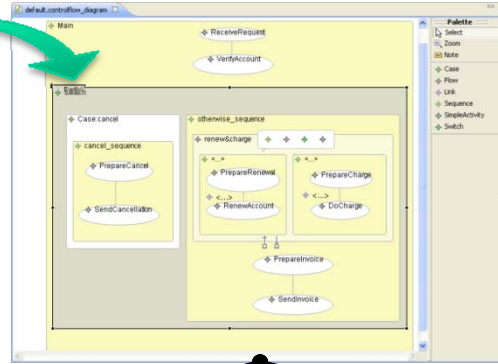 default.controlflow_diagram
Main
ReceiveRequest
VerifyAccount
Switch
Case:cancel
cancel_sequence
PrepareCancel
SendCancellation
otherwise_sequence
renew&charge
<...>
PrepareRenewal
<...>
RenewAccount
<...>
PrepareCharge
<...>
DoCharge
PrepareInvoice
SendInvoice
Palette
Select
Zoom
Note
Case
Flow
Link
Sequence
SimpleActivity
Switch